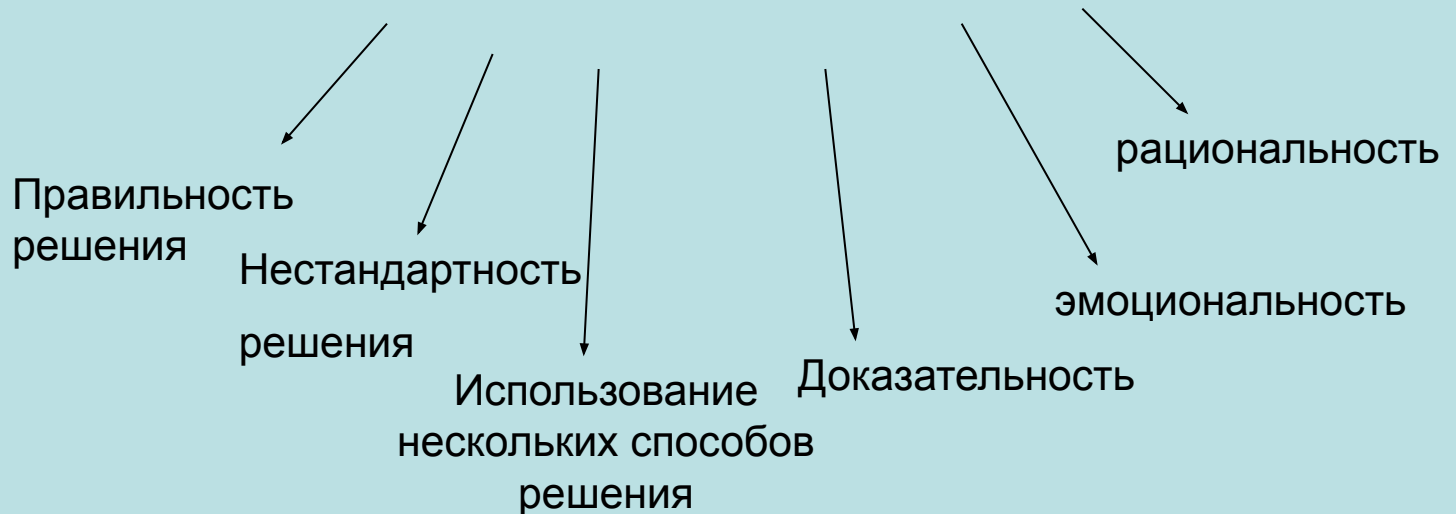 Правильность
решения
Нестандартность
решения
Использование
нескольких способов
решения
Доказательность
эмоциональность
рациональность